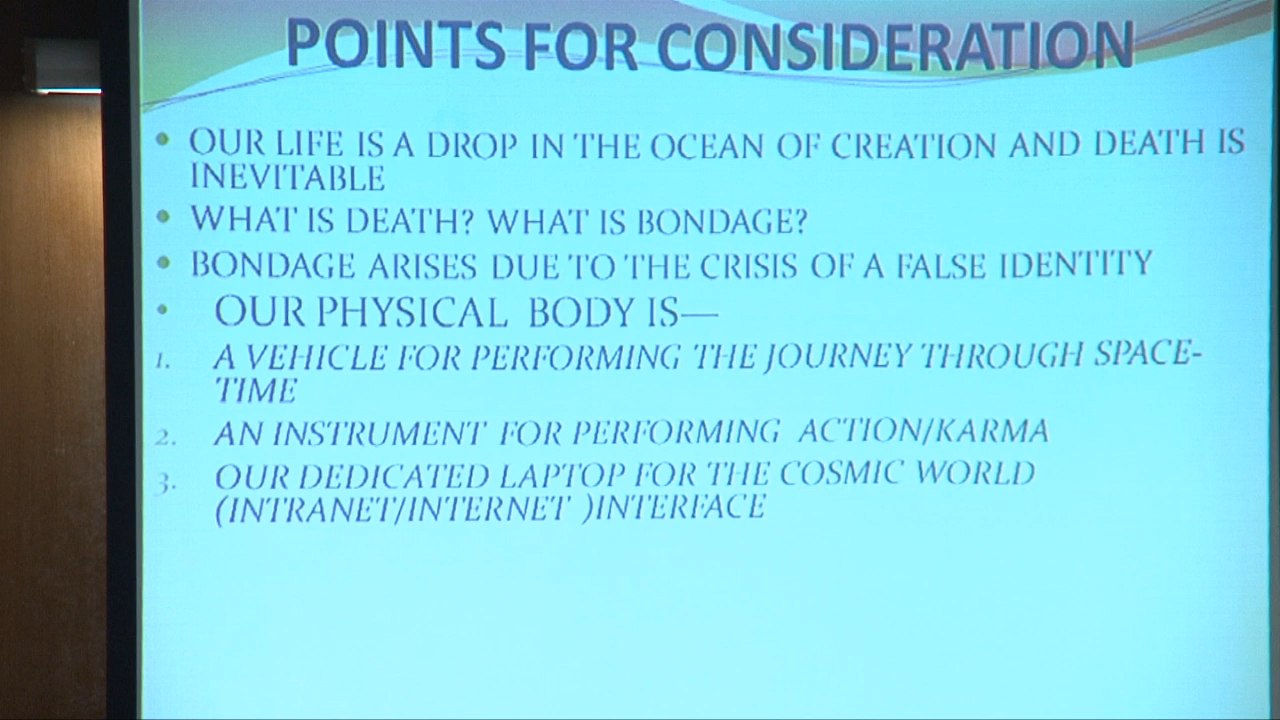 POINTS FOR CONSIDERATION
• OUR LIFE IS A DROP IN THE OCEAN OF CREATION AND DEATH IS
INEVITABLE
• WHAT IS DEATH? WHAT IS BONDAGE?
• BONDAGE ARISES DUE TO THE CRISIS OF A FALSE IDENTITY
• OUR PHYSICAL BODY IS—
1. A VEHICLE FOR PERFORMING THE JOURNEY THROUGH SPACE-
TIME
2. AN INSTRUMENT FOR PERFORMING ACTION/KARMA
3. OUR DEDICATED LAPTOP FOR THE COSMIC WORLD
(INTRANET/INTERNET )INTERFACE